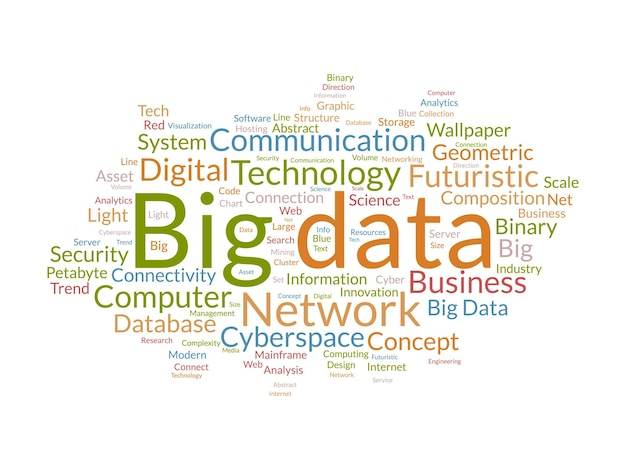 Binary
Direction
Information
Computer
Analytics
Collection
Tech
Info
Graphic
Blue
Red
Visualization
Software
Line
Structure
Database
Storage
Hosting
Abstract
Wallpaper
System
Communication
Connection
Geometric
Line
Digital
Security
Communication
Volume
Networking
Direction
Asset
Volume
Technology
Futuristic
Scale
Code
Science
Scale
Analytics
Chart
Connection
Science
Text
Composition
Net
Light
Light
Web
Net
Business
Large
Cyberspace
Big data
Data
Info
Resources
Server
Binary
Server
Trend
Big
Search
Blue
Tech
Size
Big
Security
Mining
Text
Petabyte
Connectivity
Asset
Cluster
Industry
Set
Information
Cyber
Business
Trend
Computer
Concept
Digital
Innovation
Size
Network
Big Data
Management
Database
Cyberspace
Concept
Research
Complexity
Media
Modern
Mainframe
Computing
Futuristic
Engineering
Connect
Web
Analysis
Design
Internet
Technology
Network
Service
Abstract
Internet